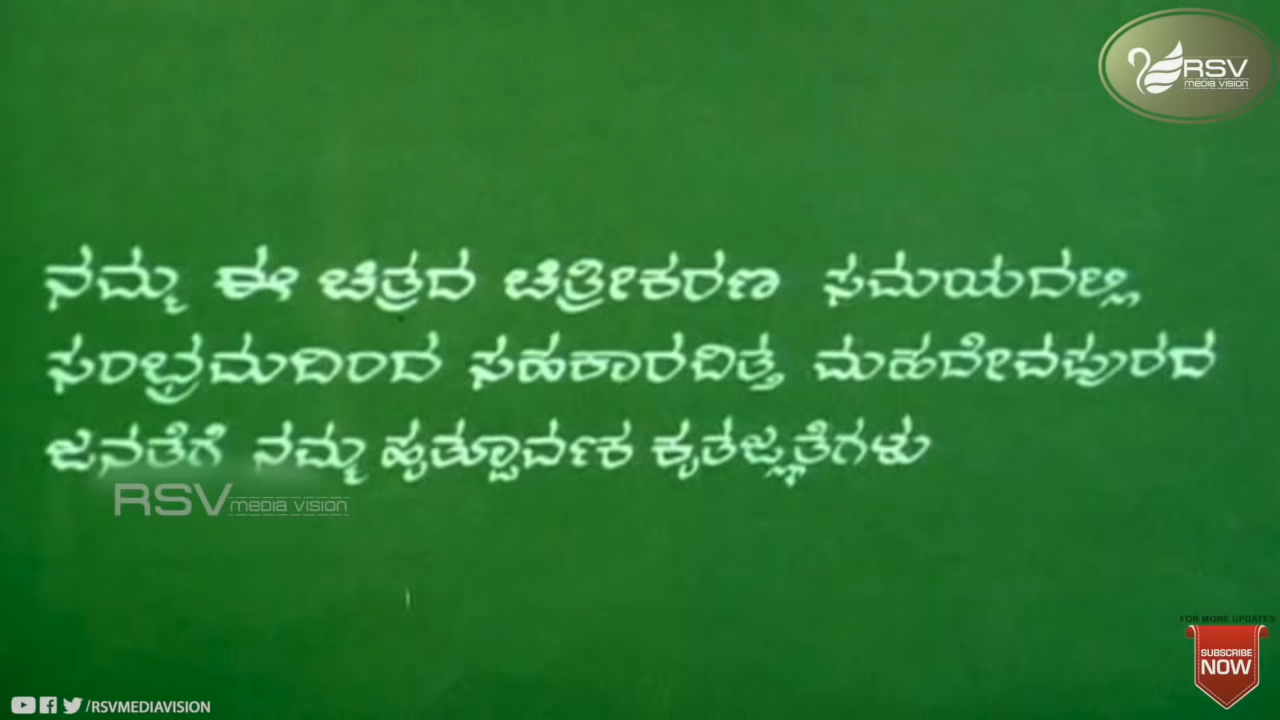 RSV
media vision
ನಮ್ಮ ಈ ಚಿತ್ರದ ಚಿತ್ರೀಕರಣ ಸಮಯದಲ್ಲಿ
ಸಂಭ್ರಮದಿಂದ ಸಹಕಾರವಿತ್ತ ಮಹದೇವಪುರದ
ಜನತೆಗೆ ನಮ್ಮ ಹೃತ್ಪೂರ್ವಕ ಕೃತಜ್ಞತೆಗಳು
RSV media vision
FOR MORE UPDATES
SUBSCRIBE
NOW
/RSVMEDIAVISION